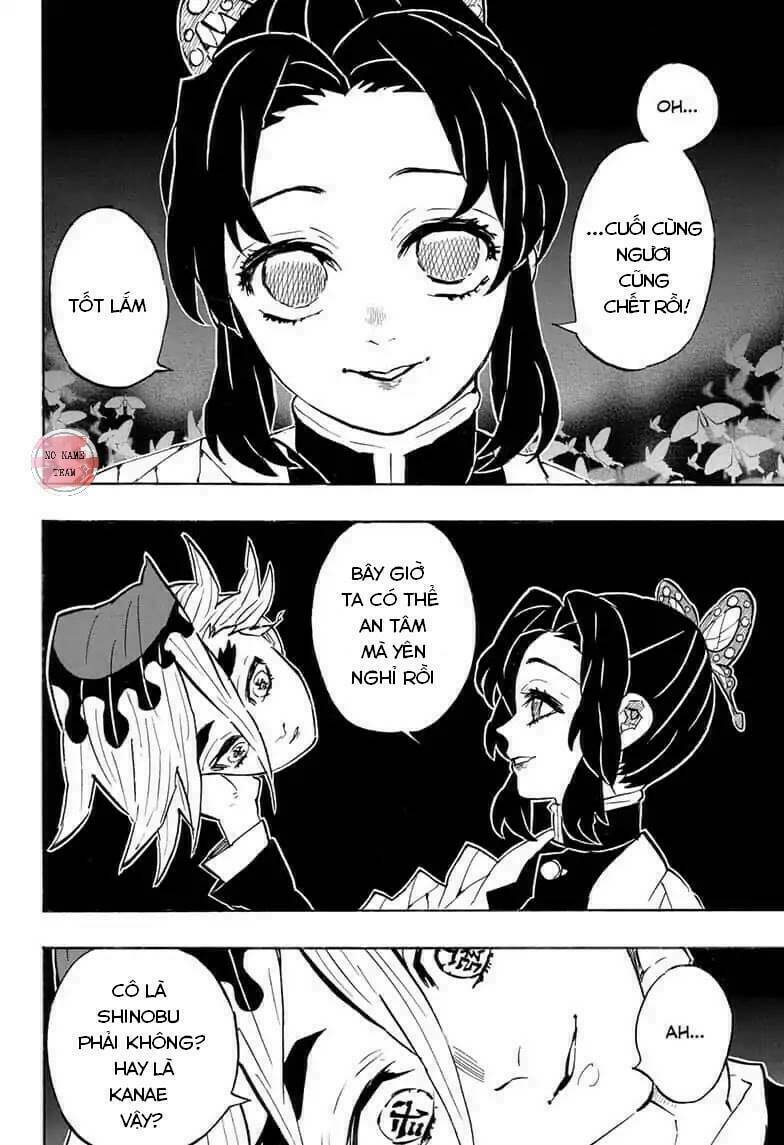 OH...
...CUỐI CÙNG
NGƯƠI
CŨNG
CHẾT RỒI!
TỐT LẮM
NO NAME
TEAM
BÂY GIỜ
TA CÓ THỂ
AN TÂM
MÀ YÊN
NGHỈ RỒI
AH...
CÔ LÀ
SHINOBU
PHẢI KHÔNG?
HAY LÀ
KANAE
VẬY?